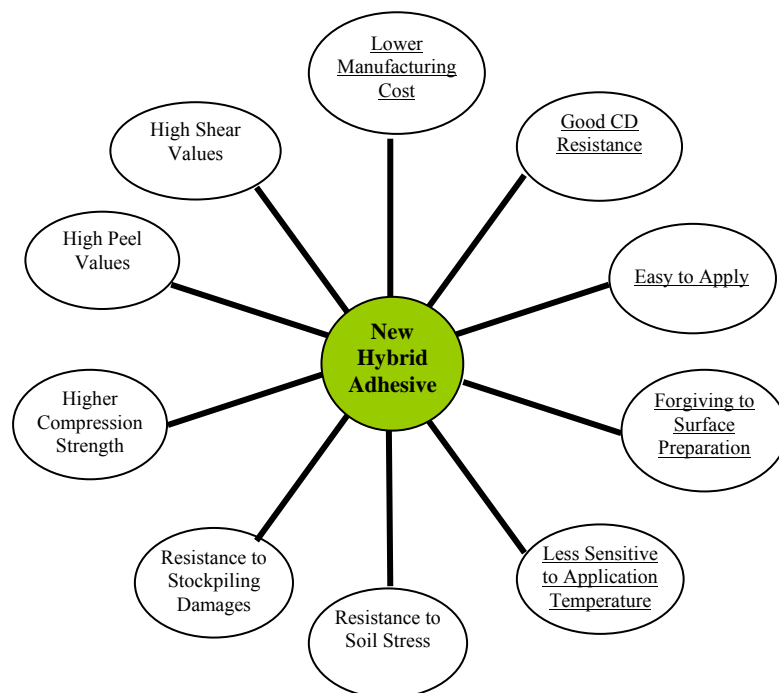 Lower
Manufacturing
Cost
Good CD
Resistance
Easy to Apply
Forgiving to
Surface
Preparation
Less Sensitive
to Application
Temperature
Resistance to
Soil Stress
Resistance to
Stockpiling
Damages
Higher
Compression
Strength
High Peel
Values
High Shear
Values
New
Hybrid
Adhesive